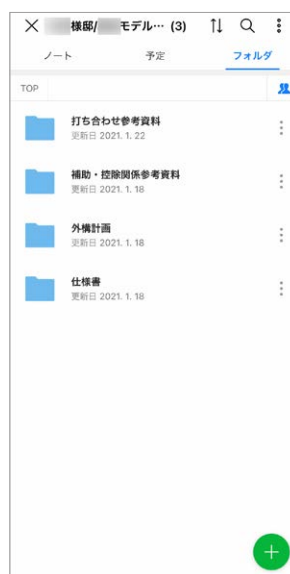 様邸/ モデル… (3)
ノート 予定 フォルダ
TOP
打ち合わせ参考資料
更新日 2021. 1. 22
補助・控除関係参考資料
更新日 2021. 1. 18
外構計画
更新日 2021. 1. 18
仕様書
更新日 2021. 1. 18